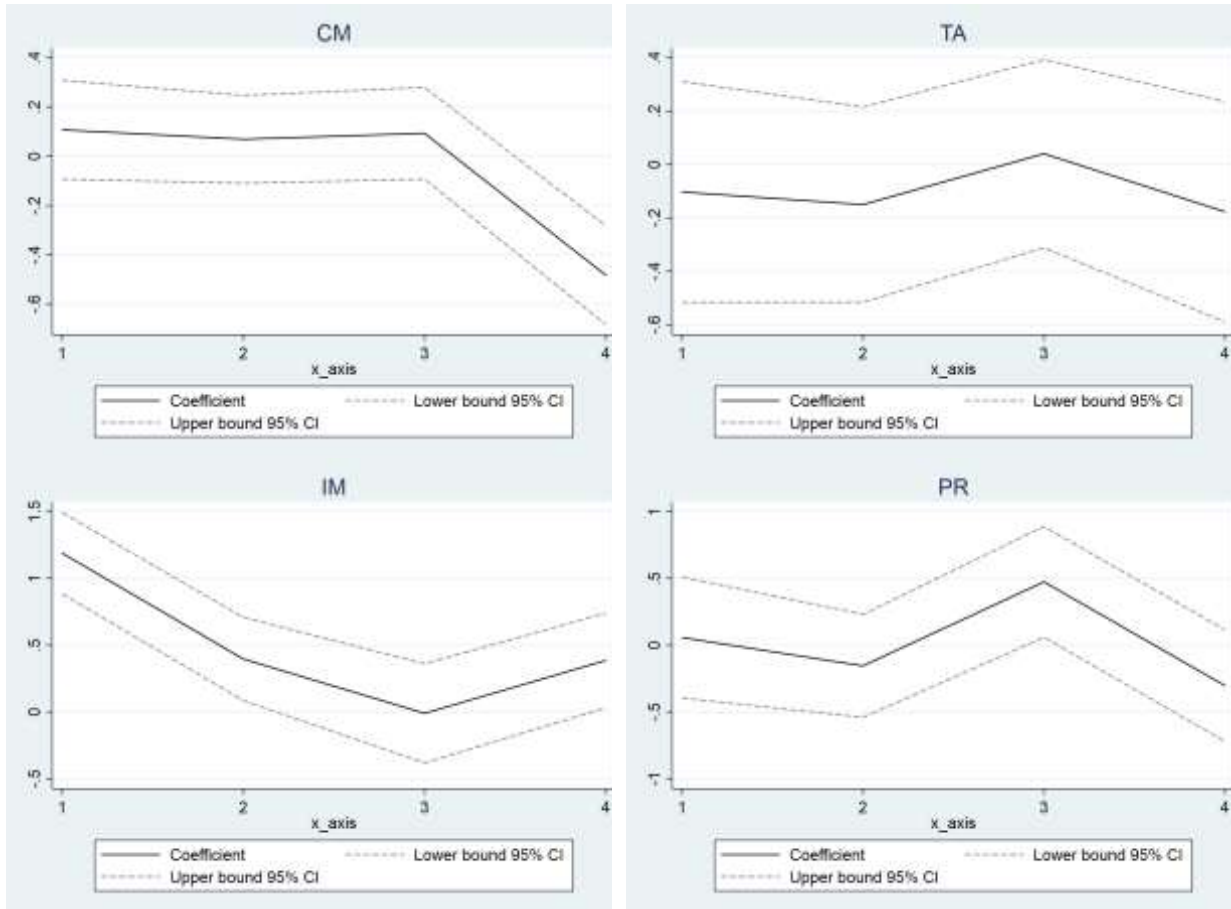 CM
.4
.2
0
-.2
-.4
-.6
1 2 3 4
x_axis
Coefficient Lower bound 95% CI
Upper bound 95% CI
TA
.4
.2
0
-.2
-.4
-.6
1 2 3 4
x_axis
Coefficient Lower bound 95% CI
Upper bound 95% CI
IM
1.5
1
.5
0
-.5
1 2 3 4
x_axis
Coefficient Lower bound 95% CI
Upper bound 95% CI
PR
1
.5
0
-.5
-1
1 2 3 4
x_axis
Coefficient Lower bound 95% CI
Upper bound 95% CI